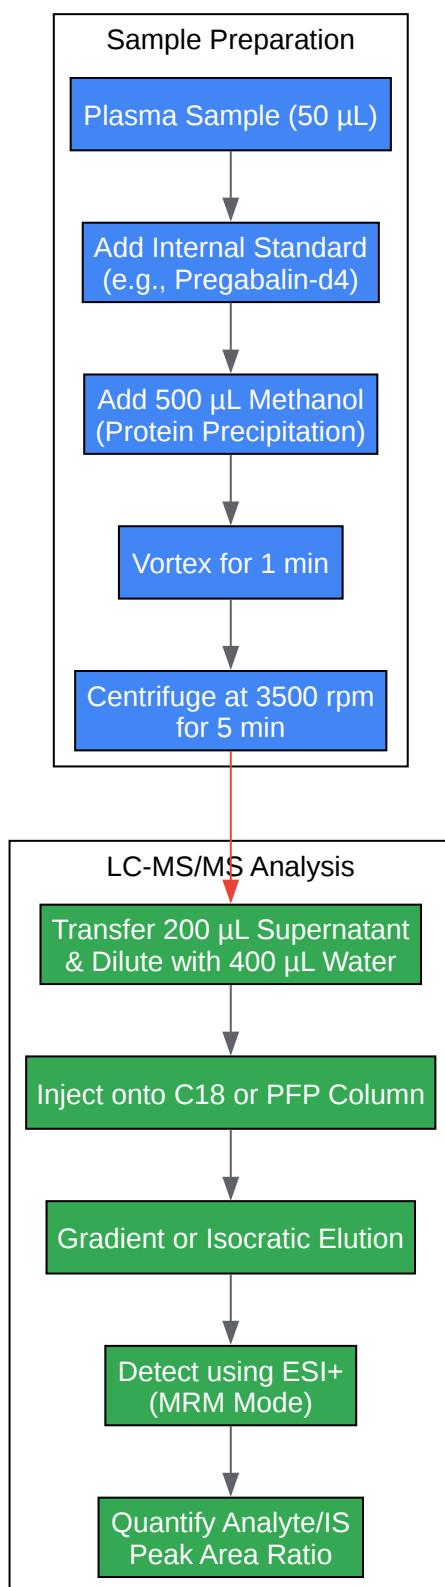 Sample Preparation
Plasma Sample (50 µL)
Add Internal Standard
(e.g., Pregabalin-d4)
Add 500 µL Methanol
(Protein Precipitation)
Vortex for 1 min
Centrifuge at 3500 rpm
for 5 min
LC-MS/MS Analysis
Transfer 200 µL Supernatant
& Dilute with 400 µL Water
Inject onto C18 or PFP Column
Gradient or Isocratic Elution
Detect using ESI+
(MRM Mode)
Quantify Analyte/IS
Peak Area Ratio